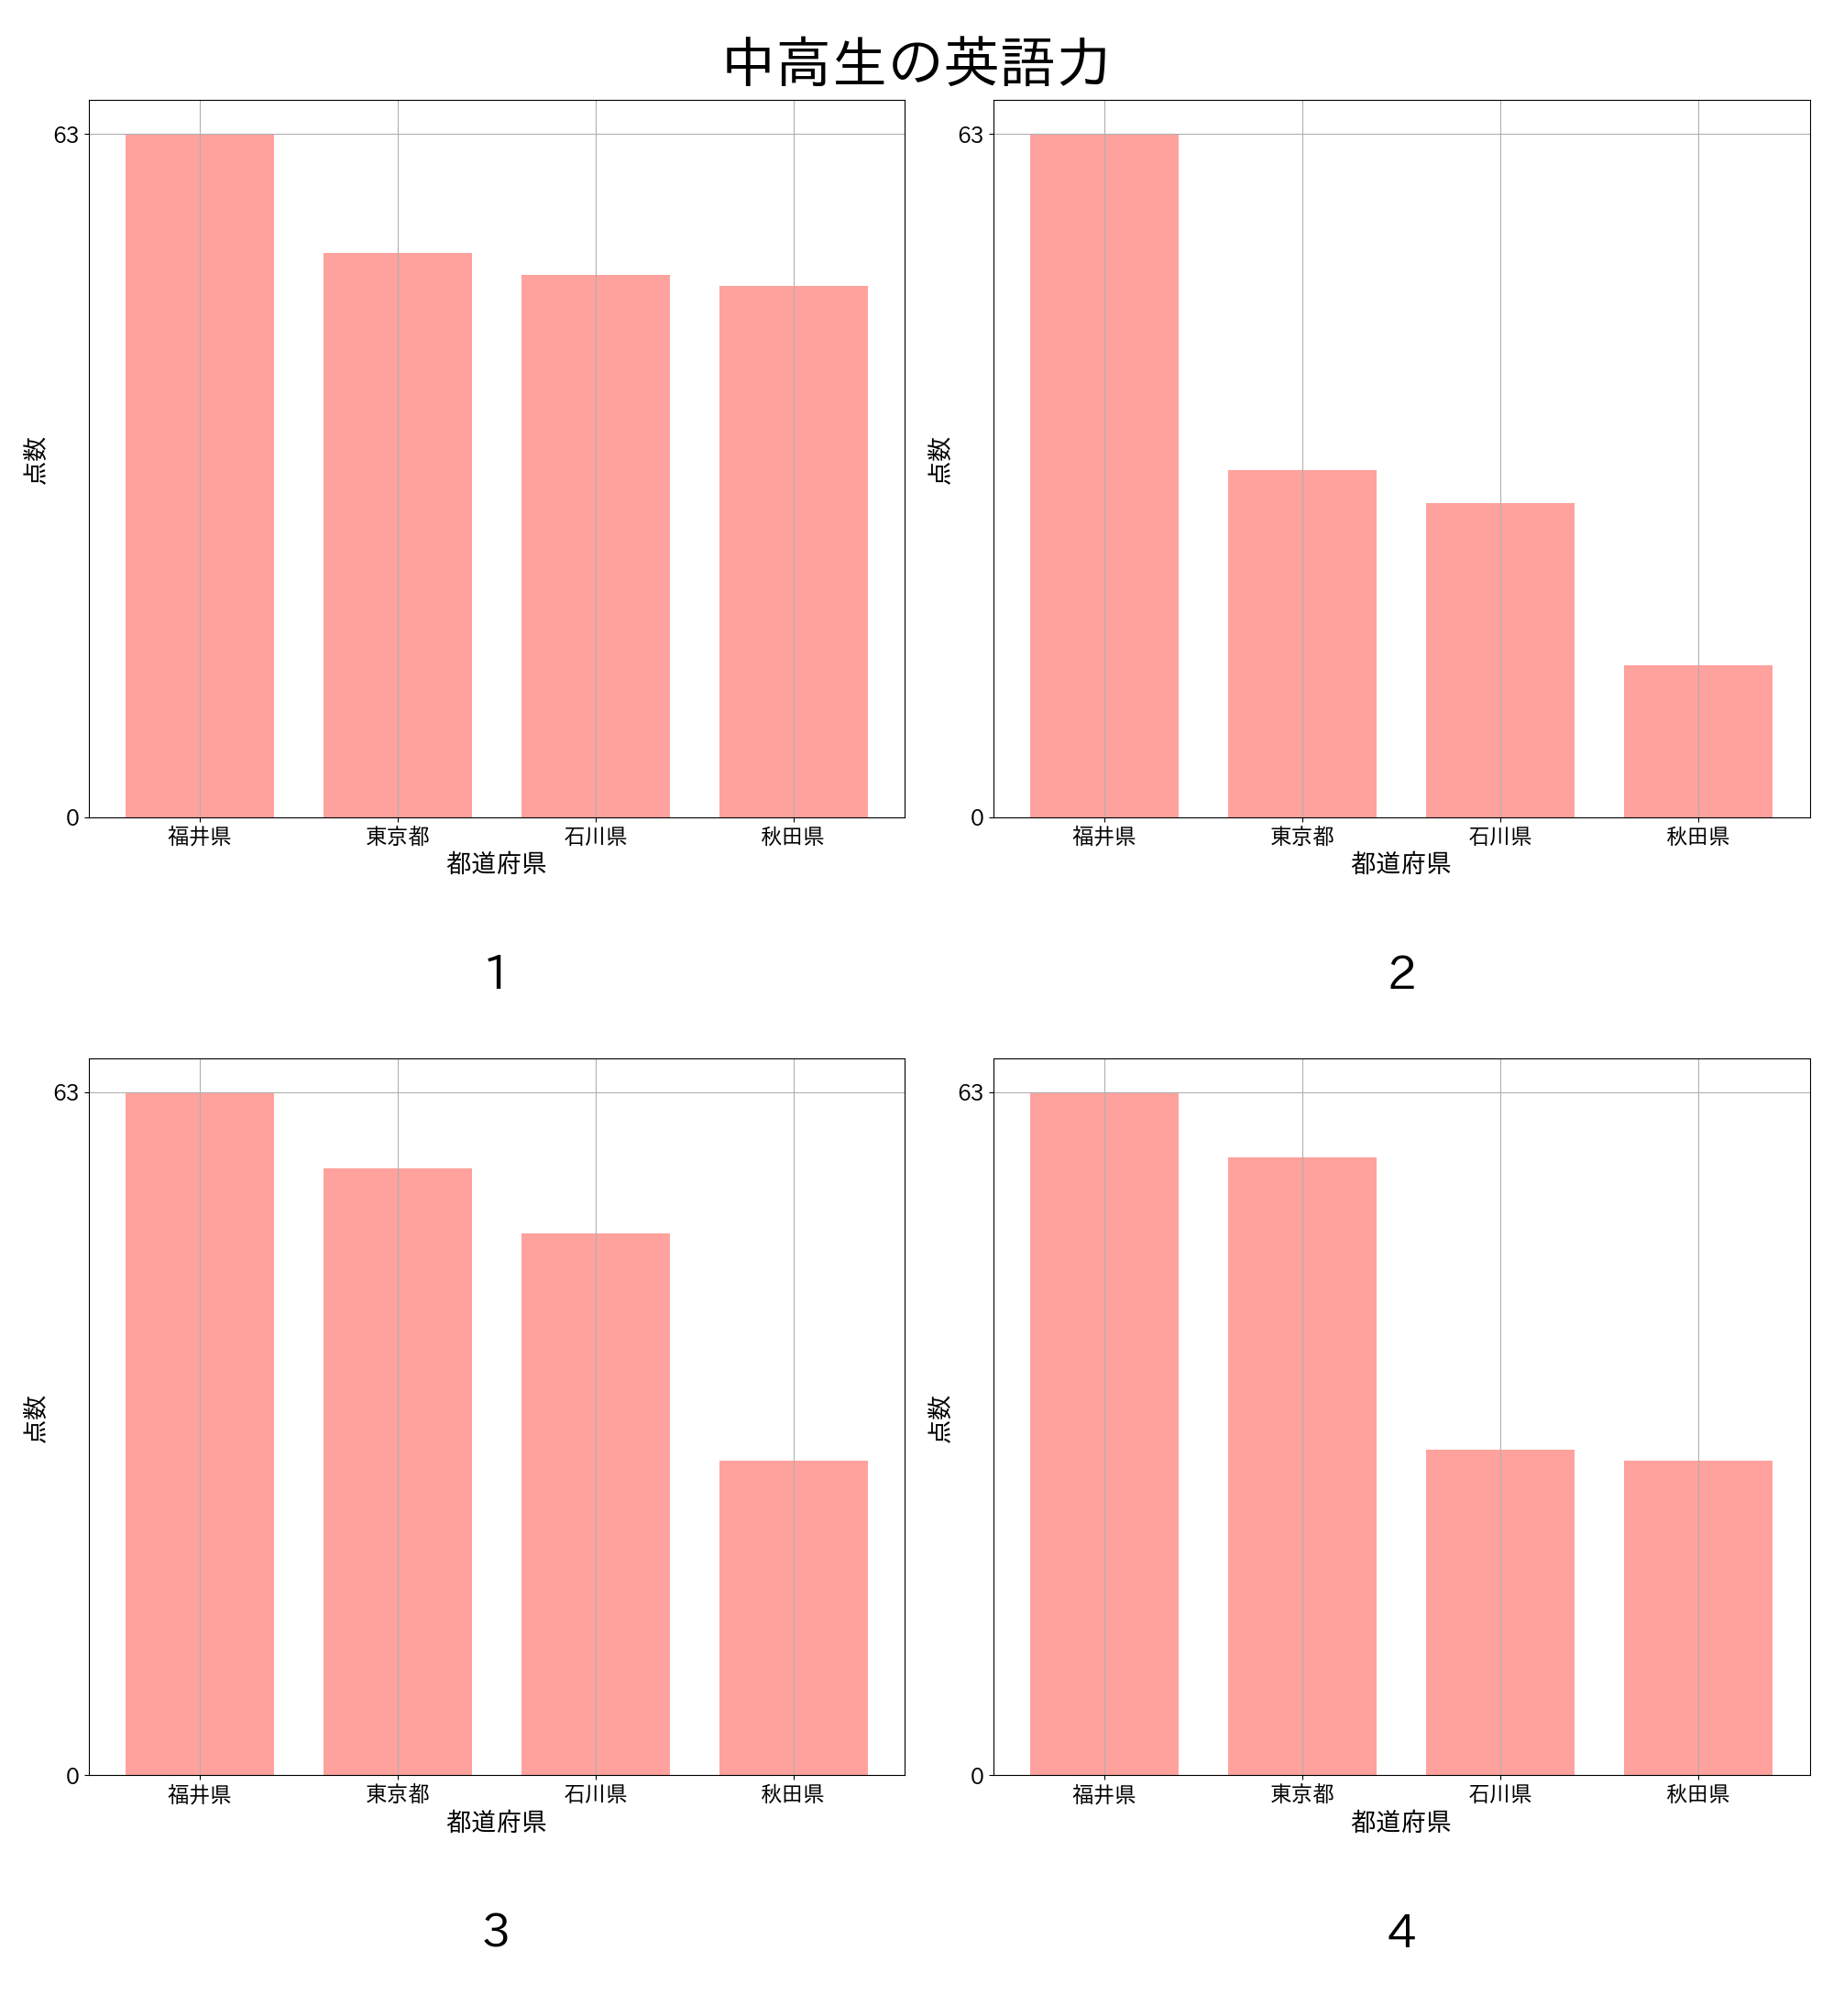 中高生の英語力
63
点数
0
福井県 東京都 石川県 秋田県
都道府県
1
63
点数
0
福井県 東京都 石川県 秋田県
都道府県
2
63
点数
0
福井県 東京都 石川県 秋田県
都道府県
3
63
点数
0
福井県 東京都 石川県 秋田県
都道府県
4